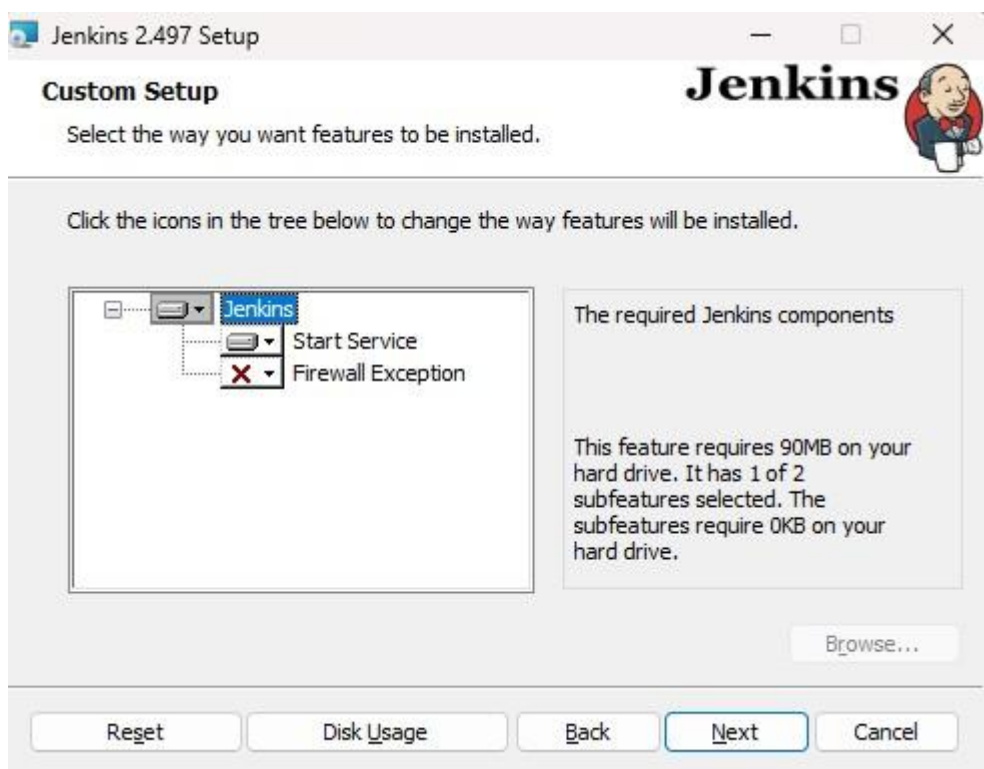 Jenkins 2.497 Setup
Custom Setup
Jenkins
Select the way you want features to be installed.
Click the icons in the tree below to change the way features will be installed.
Jenkins
Start Service
Firewall Exception
The required Jenkins components
This feature requires 90MB on your
hard drive. It has 1 of 2
subfeatures selected. The
subfeatures require 0KB on your
hard drive.
Browse...
Reset
Disk Usage
Back
Next
Cancel